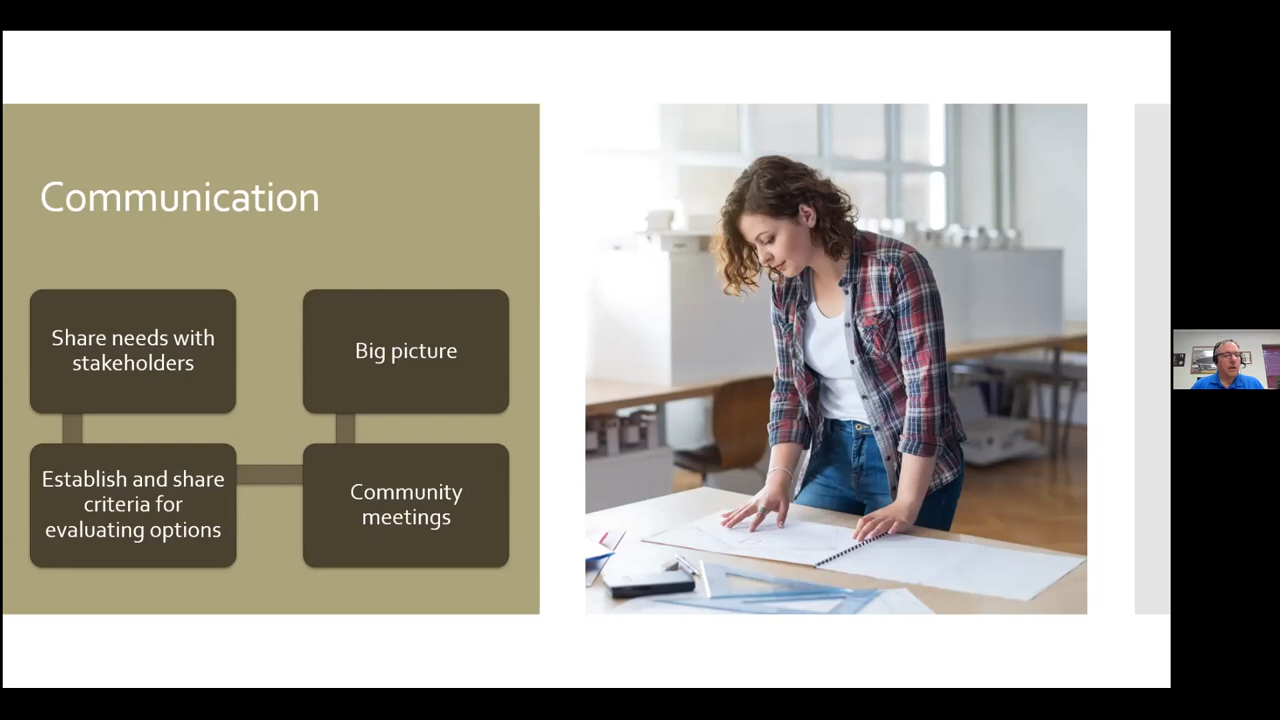 Communication
Share needs with
stakeholders
Establish and share
criteria for
evaluating options
Community
meetings
Big picture